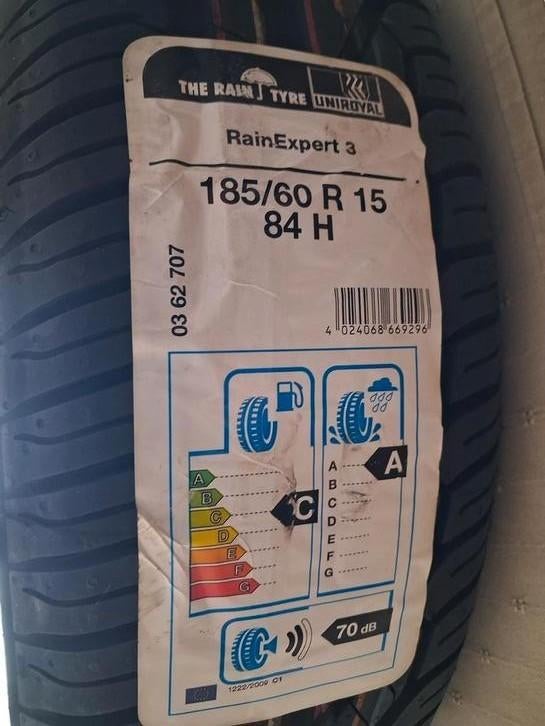 THE RAIN TYRE UNIROYAL
RainExpert 3
185/60 R 15
84 H
03 62 707
4 024068 669296
A
B
C
D
E
F
G
C
A
B
C
D
E
F
G
A
70 dB
1222/2009 C1